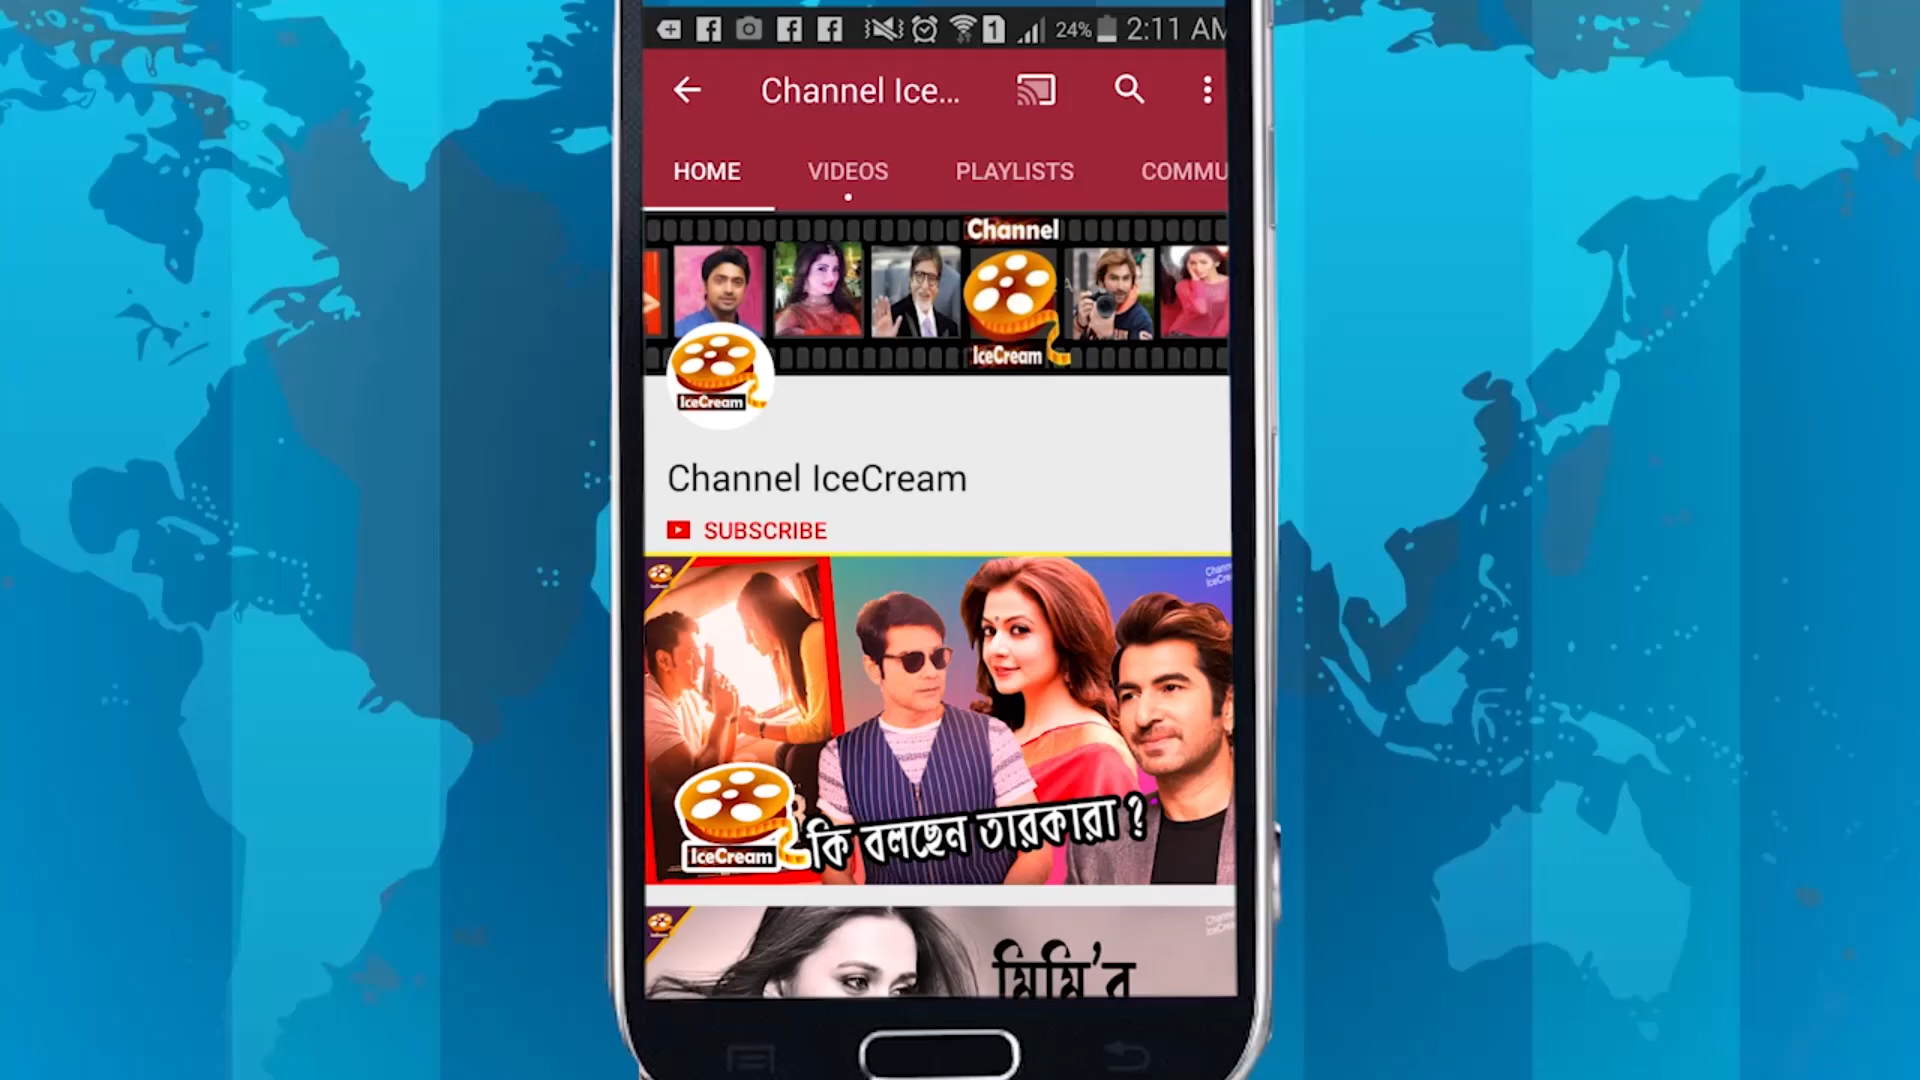 24% 2:11 AM
Channel Ice...
HOME VIDEOS PLAYLISTS COMMU
Channel
IceCream
IceCream
Channel IceCream
SUBSCRIBE
IceCream
কি বলছেন তারকারা ?
মিমি'র